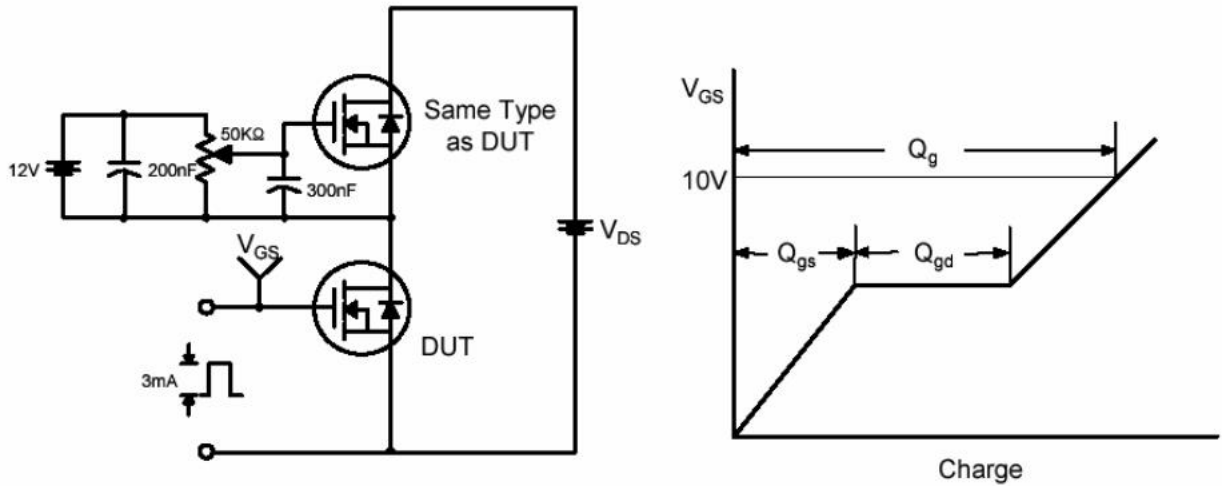 Same Type
as DUT
50KΩ
12V
200nF
300nF
V_GS
V_DS
DUT
3mA
V_GS
Q_g
10V
Q_gs
Q_gd
Charge